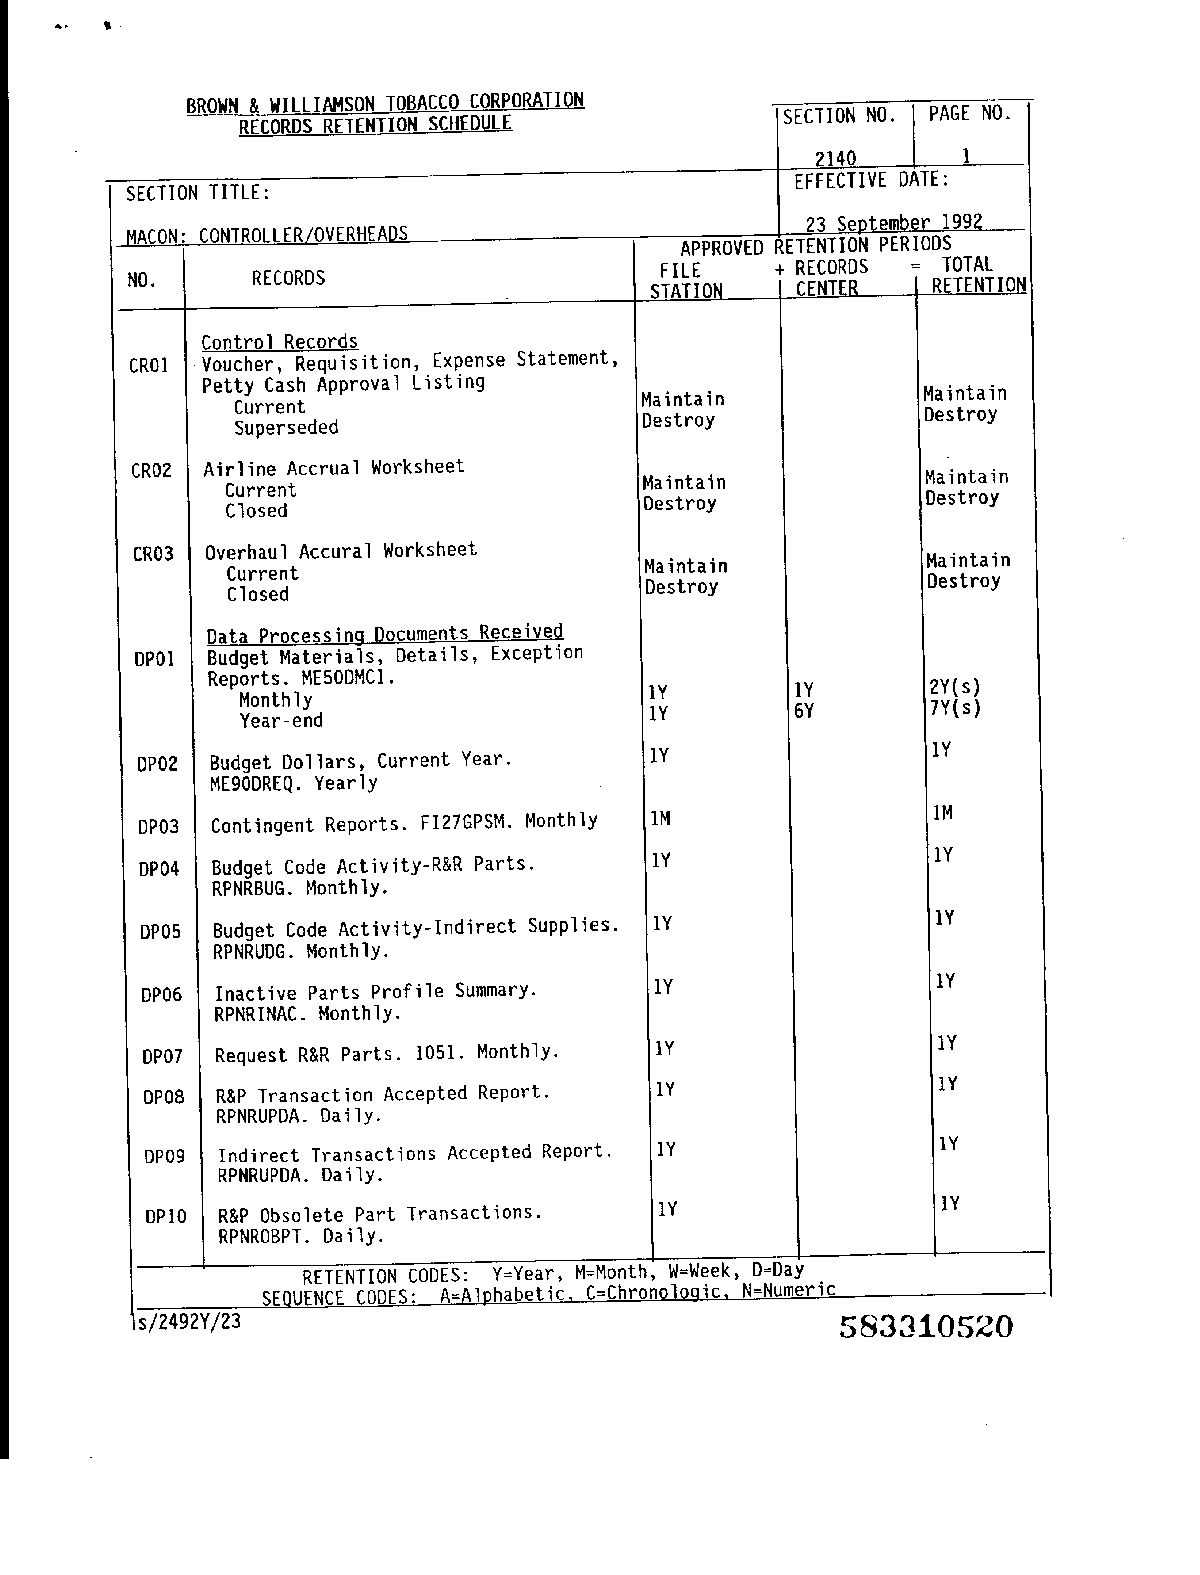 BROWN & WILLIAMSON TOBACCO CORPORATION
RECORDS RETENTION SCHEDULE
SECTION NO. PAGE NO.
2140 1
SECTION TITLE: EFFECTIVE DATE:
MACON: CONTROLLER/OVERHEADS 23 September 1992
APPROVED RETENTION PERIODS
NO. RECORDS FILE + RECORDS = TOTAL
STATION CENTER RETENTION
Control Records
CR01 Voucher, Requisition, Expense Statement,
Petty Cash Approval Listing
Current Maintain Maintain
Superseded Destroy Destroy
CR02 Airline Accrual Worksheet
Current Maintain Maintain
Closed Destroy Destroy
CR03 Overhaul Accural Worksheet
Current Maintain Maintain
Closed Destroy Destroy
Data Processing Documents Received
DP01 Budget Materials, Details, Exception
Reports. ME50DMC1.
Monthly 1Y 1Y 2Y(s)
Year-end 1Y 6Y 7Y(s)
DP02 Budget Dollars, Current Year. 1Y 1Y
ME90DREQ. Yearly
DP03 Contingent Reports. FI27GPSM. Monthly 1M 1M
DP04 Budget Code Activity-R&R Parts. 1Y 1Y
RPNRBUG. Monthly.
DP05 Budget Code Activity-Indirect Supplies. 1Y 1Y
RPNRUDG. Monthly.
DP06 Inactive Parts Profile Summary. 1Y 1Y
RPNRINAC. Monthly.
DP07 Request R&R Parts. 1051. Monthly. 1Y 1Y
DP08 R&P Transaction Accepted Report. 1Y 1Y
RPNRUPDA. Daily.
DP09 Indirect Transactions Accepted Report. 1Y 1Y
RPNRUPDA. Daily.
DP10 R&P Obsolete Part Transactions. 1Y 1Y
RPNROBPT. Daily.
RETENTION CODES: Y=Year, M=Month, W=Week, D=Day
SEQUENCE CODES: A=Alphabetic, C=Chronologic, N=Numeric
ls/2492Y/23
583310520